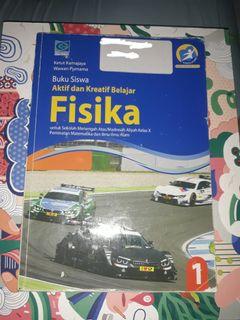 Ketut Kamajaya
Wawan Purnama
Buku Siswa
Aktif dan Kreatif Belajar
Fisika
untuk Sekolah Menengah Atas/Madrasah Aliyah Kelas X
Peminatan Matematika dan Ilmu-Ilmu Alam
1